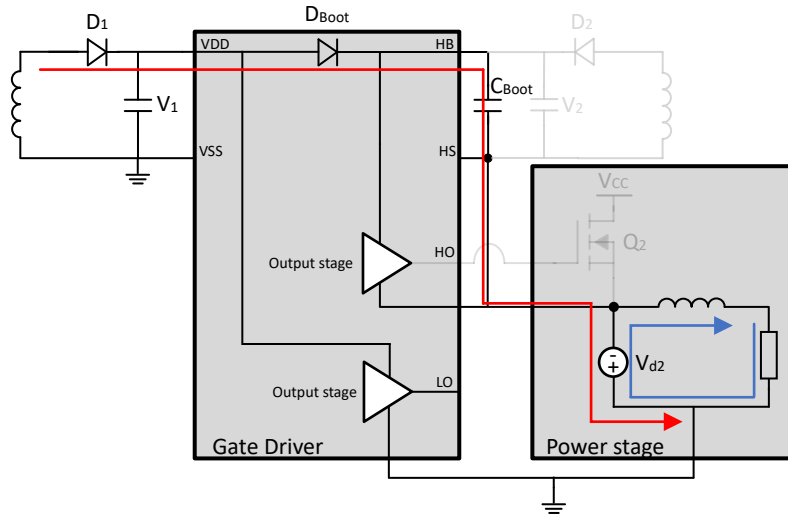 D1
DBoot
D2
VDD
HB
V1
CBoot
V2
VSS
HS
VCC
Q2
HO
Output stage
-
+
Vd2
LO
Output stage
Gate Driver
Power stage